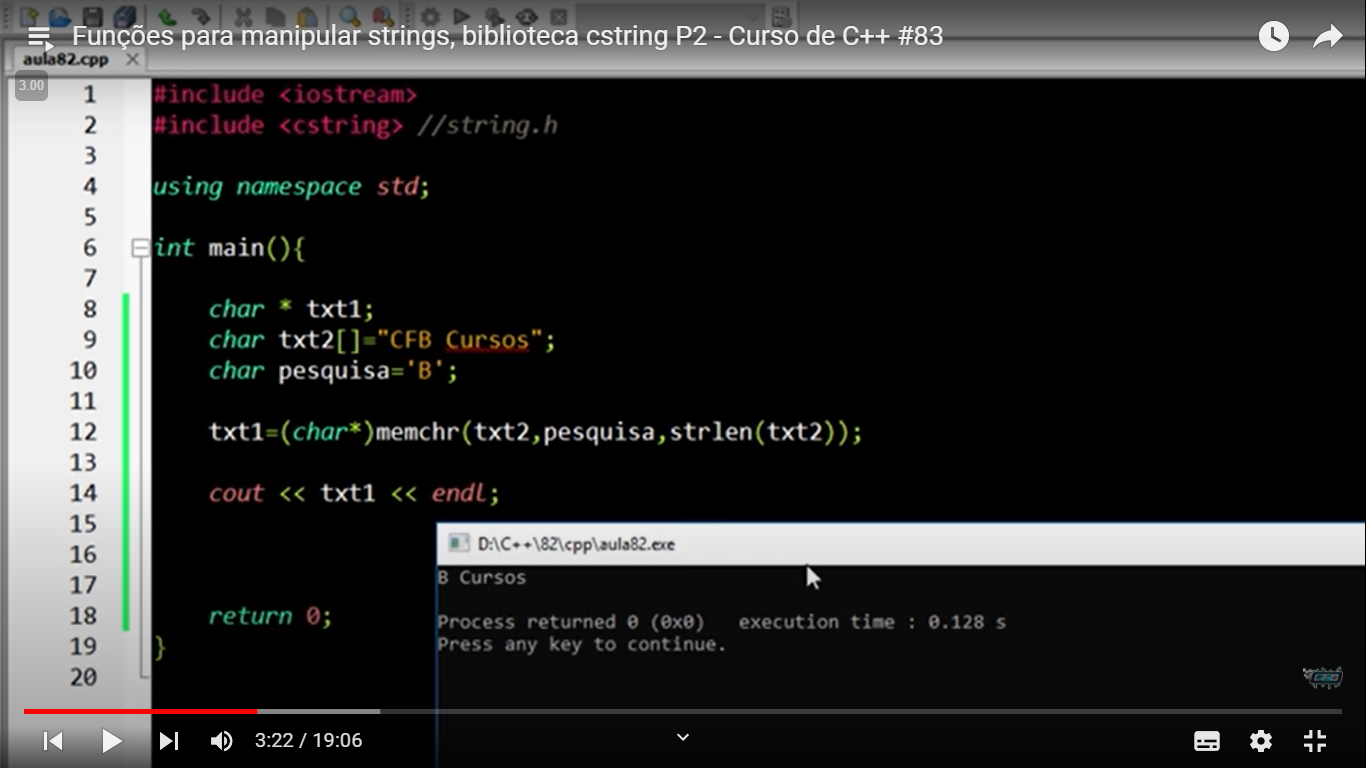 Funções para manipular strings, biblioteca cstring P2 - Curso de C++ #83
aula82.cpp
3.00
1 #include <iostream>
2 #include <cstring> //string.h
3
4 using namespace std;
5
6 int main(){
7
8 char * txt1;
9 char txt2[]="CFB Cursos";
10 char pesquisa='B';
11
12 txt1=(char*)memchr(txt2,pesquisa,strlen(txt2));
13
14 cout << txt1 << endl;
15
16
17
18 return 0;
19 }
20
D:\C++\82\cpp\aula82.exe
B Cursos
Process returned 0 (0x0) execution time : 0.128 s
Press any key to continue.
3:22 / 19:06